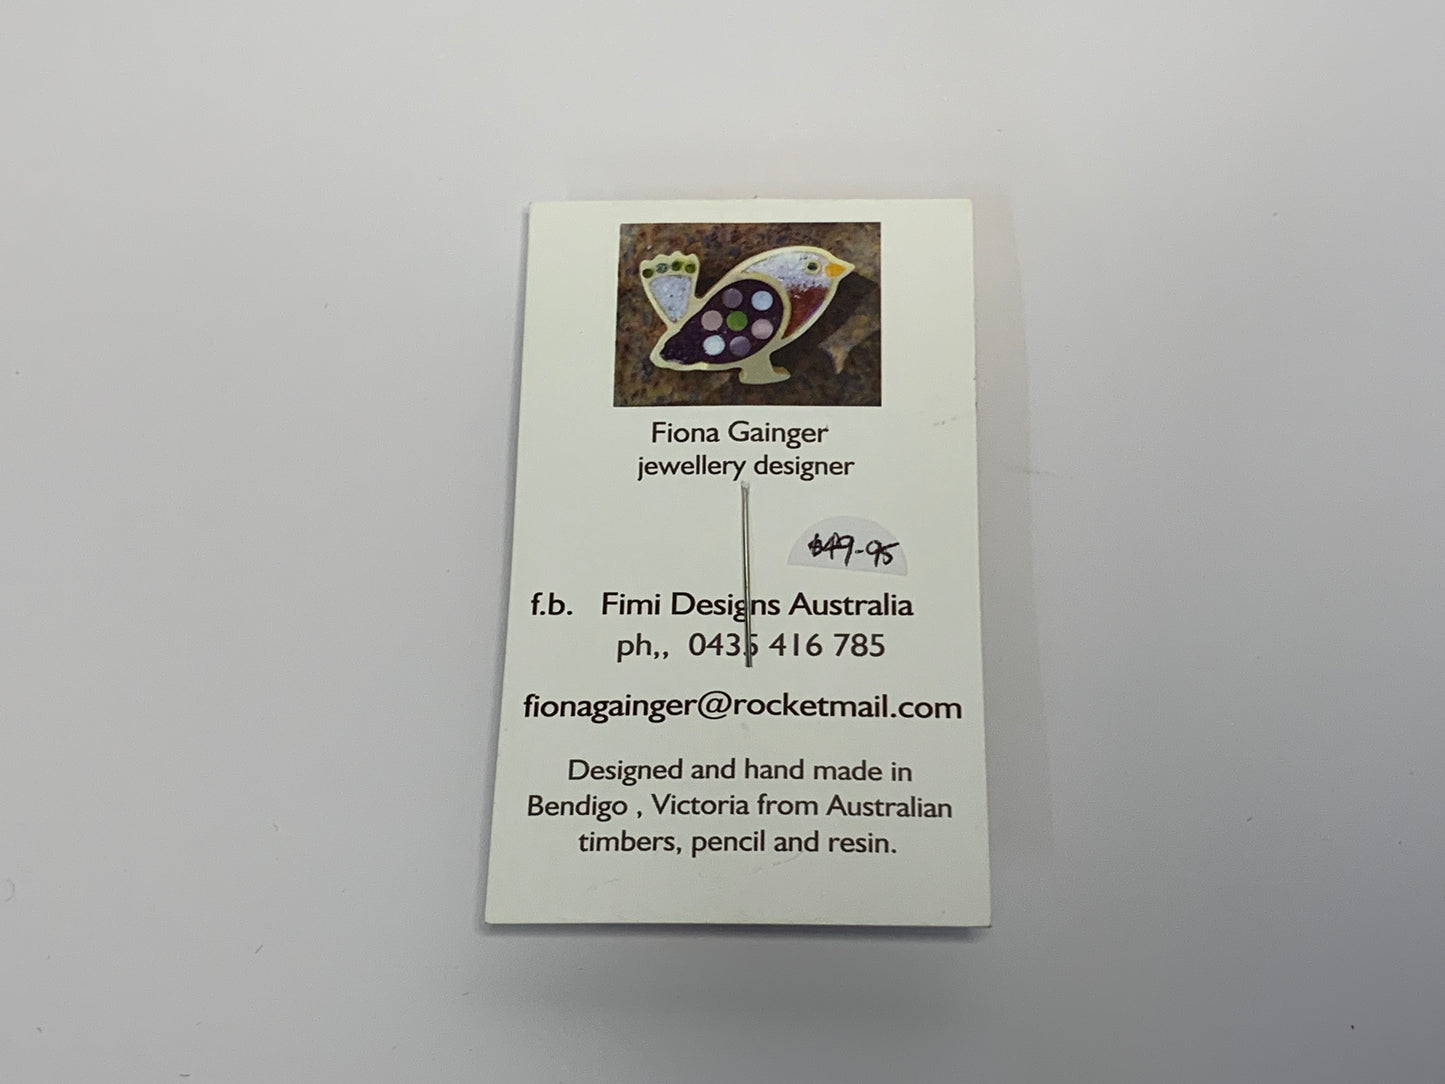 Fiona Gainger
jewellery designer
$49-95
f.b. Fimi Designs Australia
ph,, 0435 416 785
fionagainger@rocketmail.com
Designed and hand made in
Bendigo , Victoria from Australian
timbers, pencil and resin.